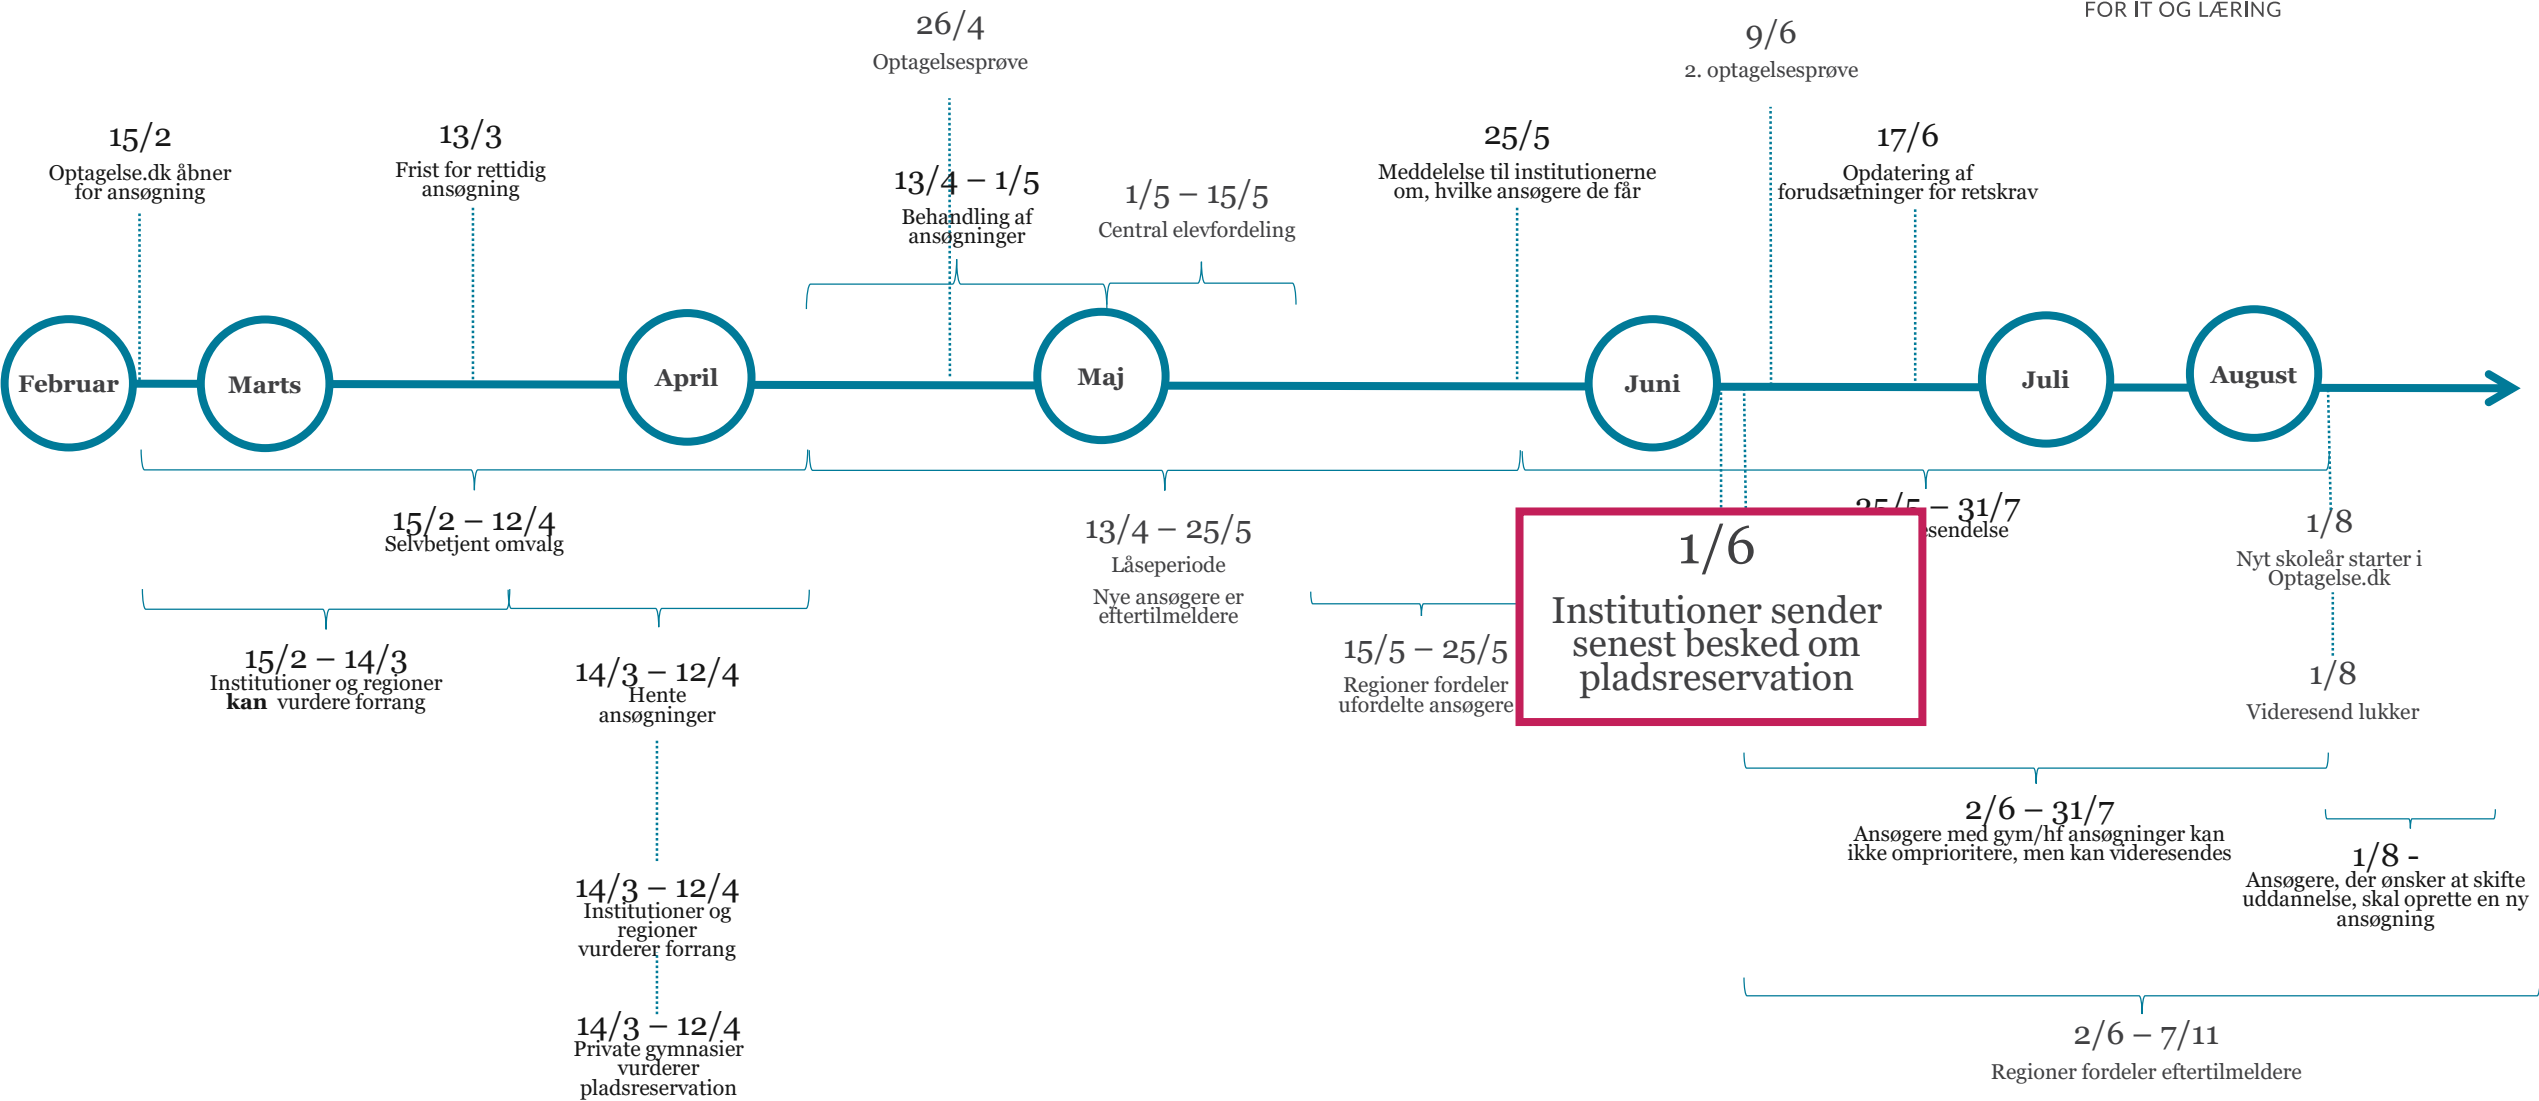 FOR IT OG LÆRING
26/4
Optagelsesprøve
9/6
2. optagelsesprøve
15/2
Optagelse.dk åbner
for ansøgning
13/3
Frist for rettidig
ansøgning
13/4 – 1/5
Behandling af
ansøgninger
1/5 – 15/5
Central elevfordeling
25/5
Meddelelse til institutionerne
om, hvilke ansøgere de får
17/6
Opdatering af
forudsætninger for retskrav
Februar
Marts
April
Maj
Juni
Juli
August
15/2 – 12/4
Selvbetjent omvalg
13/4 – 25/5
Låseperiode
Nye ansøgere er
eftertilmeldere
25/5 – 31/7
esendelse
1/6
Institutioner sender
senest besked om
pladsreservation
1/8
Nyt skoleår starter i
Optagelse.dk
15/2 – 14/3
Institutioner og regioner
kan vurdere forrang
14/3 – 12/4
Hente
ansøgninger
15/5 – 25/5
Regioner fordeler
ufordelte ansøgere
1/8
Videresend lukker
2/6 – 31/7
Ansøgere med gym/hf ansøgninger kan
ikke omprioritere, men kan videresendes
1/8 -
Ansøgere, der ønsker at skifte
uddannelse, skal oprette en ny
ansøgning
14/3 – 12/4
Institutioner og
regioner
vurderer forrang
14/3 – 12/4
Private gymnasier
vurderer
pladsreservation
2/6 – 7/11
Regioner fordeler eftertilmeldere